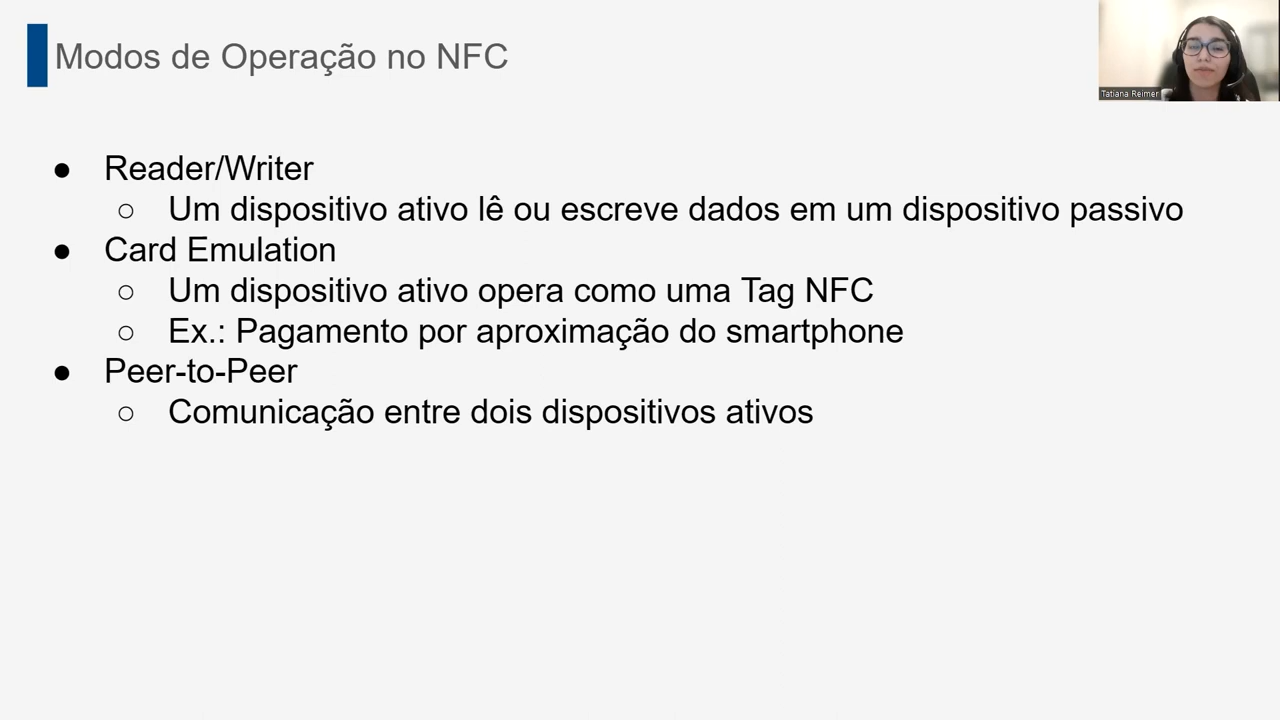 Modos de Operação no NFC
Tatiana Reimer
● Reader/Writer
○ Um dispositivo ativo lê ou escreve dados em um dispositivo passivo
● Card Emulation
○ Um dispositivo ativo opera como uma Tag NFC
○ Ex.: Pagamento por aproximação do smartphone
● Peer-to-Peer
○ Comunicação entre dois dispositivos ativos